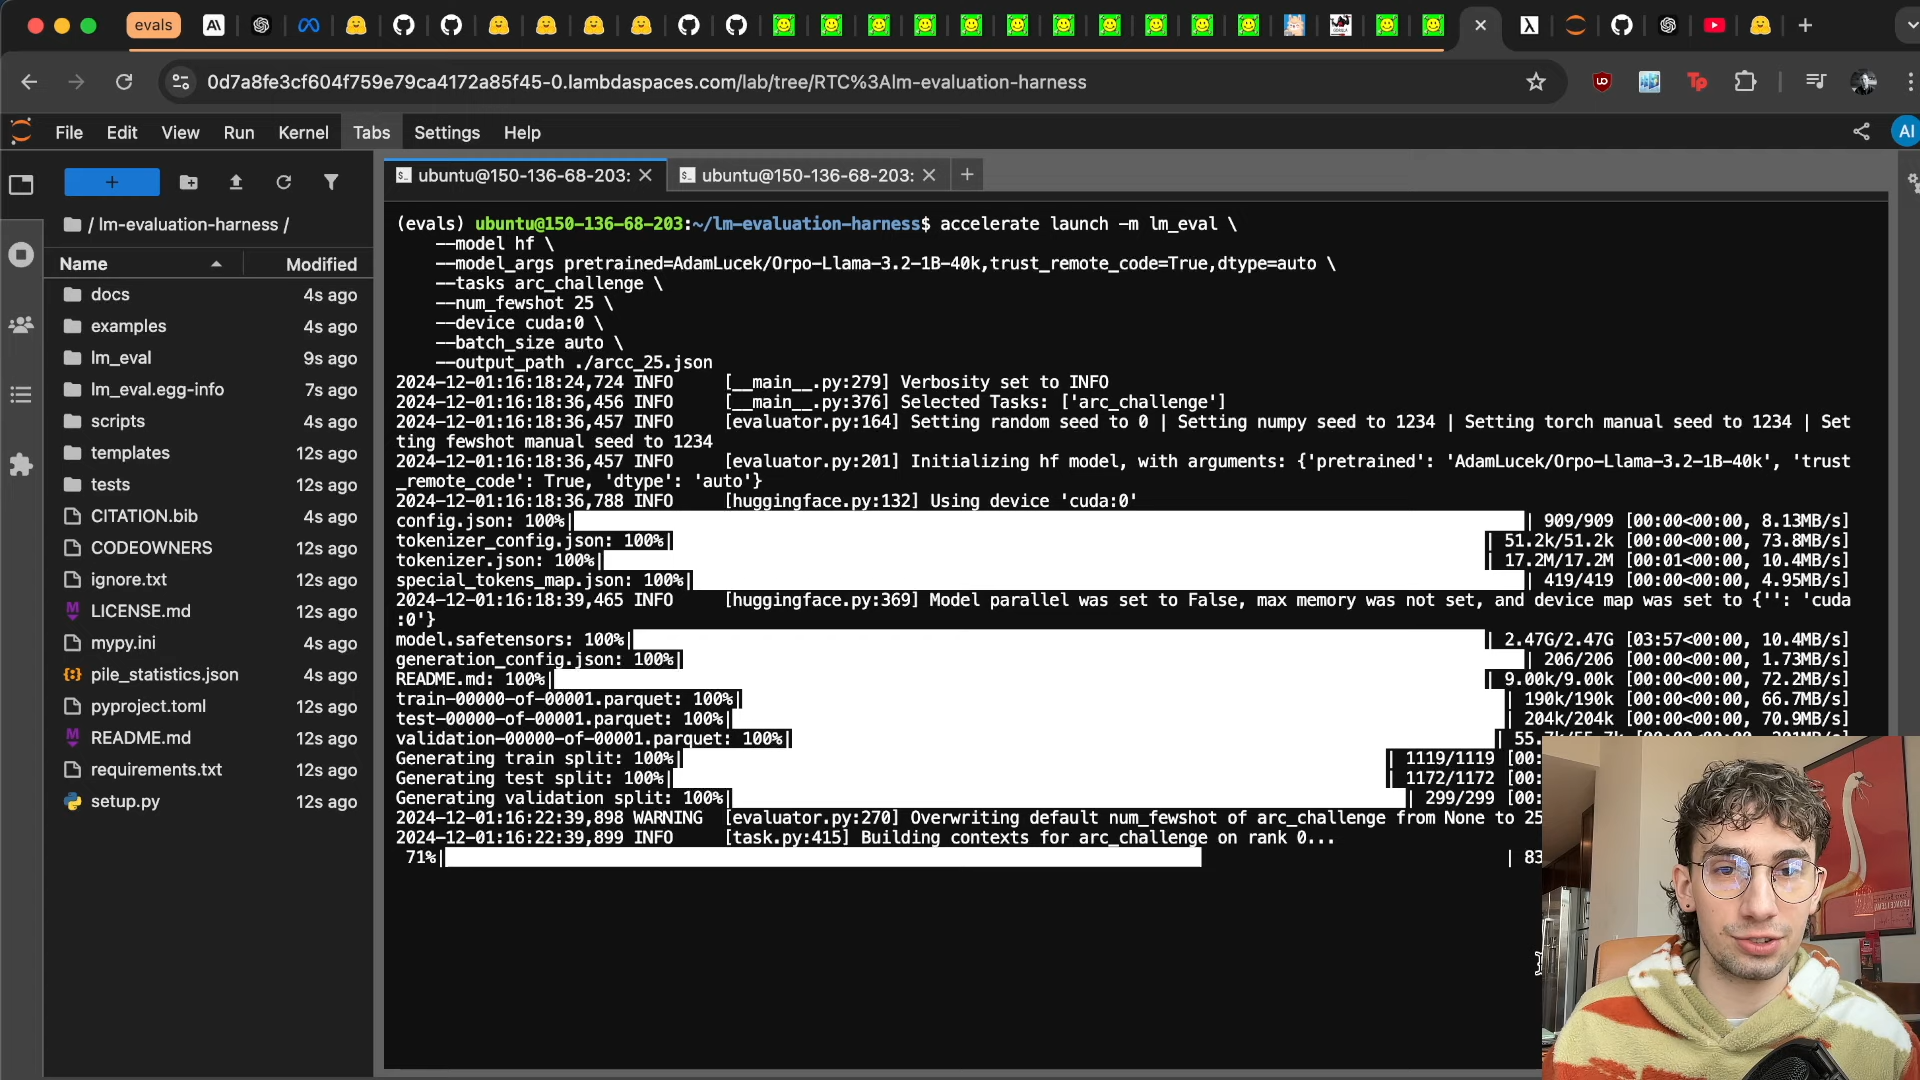 evals
0d7a8fe3cf604f759e79ca4172a85f45-0.lambdaspaces.com/lab/tree/RTC%3Alm-evaluation-harness
File Edit View Run Kernel Tabs Settings Help
AI
ubuntu@150-136-68-203: ubuntu@150-136-68-203:
/ lm-evaluation-harness /
Name Modified
docs 4s ago
examples 4s ago
lm_eval 9s ago
lm_eval.egg-info 7s ago
scripts 4s ago
templates 12s ago
tests 12s ago
CITATION.bib 4s ago
CODEOWNERS 12s ago
ignore.txt 12s ago
LICENSE.md 12s ago
mypy.ini 4s ago
pile_statistics.json 4s ago
pyproject.toml 12s ago
README.md 12s ago
requirements.txt 12s ago
setup.py 12s ago
(evals) ubuntu@150-136-68-203:~/lm-evaluation-harness$ accelerate launch -m lm_eval \
--model hf \
--model_args pretrained=AdamLucek/Orpo-Llama-3.2-1B-40k,trust_remote_code=True,dtype=auto \
--tasks arc_challenge \
--num_fewshot 25 \
--device cuda:0 \
--batch_size auto \
--output_path ./arcc_25.json
2024-12-01:16:18:24,724 INFO [__main__.py:279] Verbosity set to INFO
2024-12-01:16:18:36,456 INFO [__main__.py:376] Selected Tasks: ['arc_challenge']
2024-12-01:16:18:36,457 INFO [evaluator.py:164] Setting random seed to 0 | Setting numpy seed to 1234 | Setting torch manual seed to 1234 | Set
ting fewshot manual seed to 1234
2024-12-01:16:18:36,457 INFO [evaluator.py:201] Initializing hf model, with arguments: {'pretrained': 'AdamLucek/Orpo-Llama-3.2-1B-40k', 'trust
_remote_code': True, 'dtype': 'auto'}
2024-12-01:16:18:36,788 INFO [huggingface.py:132] Using device 'cuda:0'
config.json: 100%| | 909/909 [00:00<00:00, 8.13MB/s]
tokenizer_config.json: 100%| | 51.2k/51.2k [00:00<00:00, 73.8MB/s]
tokenizer.json: 100%| | 17.2M/17.2M [00:01<00:00, 10.4MB/s]
special_tokens_map.json: 100%| | 419/419 [00:00<00:00, 4.95MB/s]
2024-12-01:16:18:39,465 INFO [huggingface.py:369] Model parallel was set to False, max memory was not set, and device map was set to {'': 'cuda
:0'}
model.safetensors: 100%| | 2.47G/2.47G [03:57<00:00, 10.4MB/s]
generation_config.json: 100%| | 206/206 [00:00<00:00, 1.73MB/s]
README.md: 100%| | 9.00k/9.00k [00:00<00:00, 72.2MB/s]
train-00000-of-00001.parquet: 100%| | 190k/190k [00:00<00:00, 66.7MB/s]
test-00000-of-00001.parquet: 100%| | 204k/204k [00:00<00:00, 70.9MB/s]
validation-00000-of-00001.parquet: 100%| | 55.7k/55.7k [00:00<00:00, 201MB/s]
Generating train split: 100%| | 1119/1119 [00:
Generating test split: 100%| | 1172/1172 [00:
Generating validation split: 100%| | 299/299 [00:
2024-12-01:16:22:39,898 WARNING [evaluator.py:270] Overwriting default num_fewshot of arc_challenge from None to 25
2024-12-01:16:22:39,899 INFO [task.py:415] Building contexts for arc_challenge on rank 0...
71%| | 83